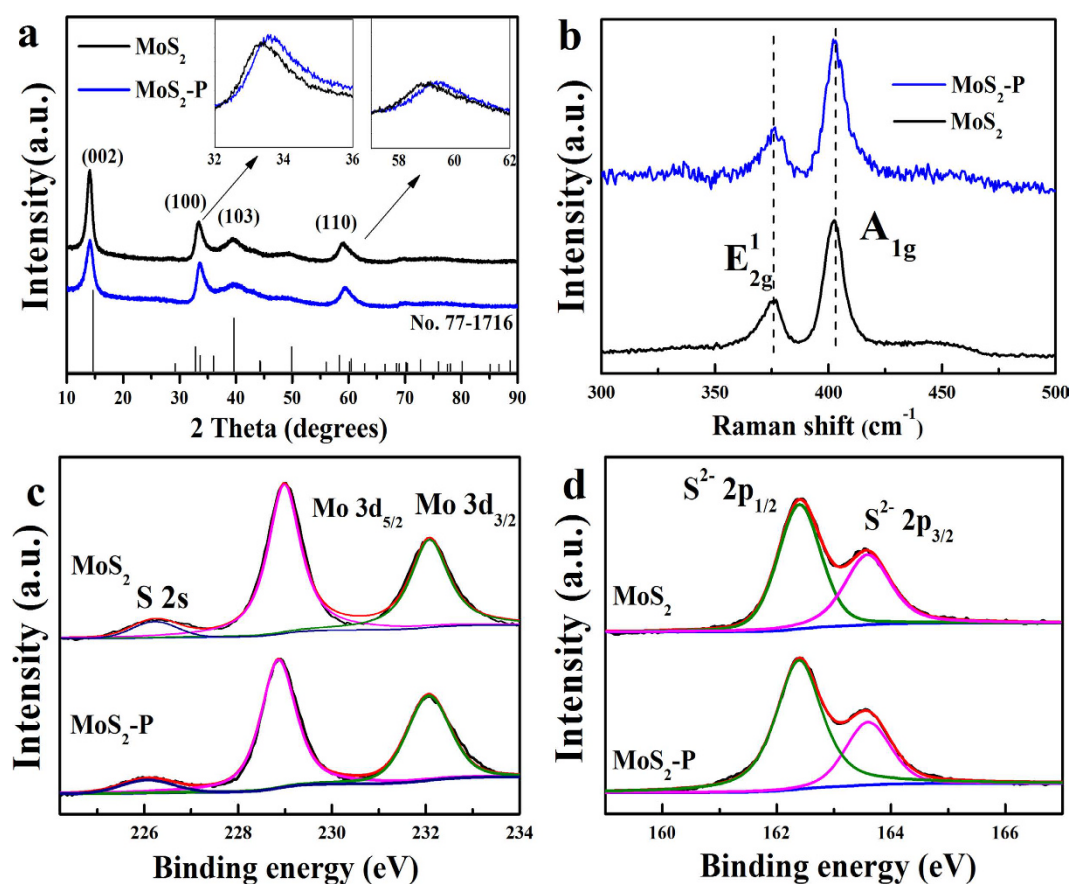 a
MoS₂
MoS₂-P
32 34 36
58 60 62
(002)
(100)
(103)
(110)
No. 77-1716
10 20 30 40 50 60 70 80 90
2 Theta (degrees)
Intensity(a.u.)
b
MoS₂-P
MoS₂
E¹₂g
A₁g
300 350 400 450 500
Raman shift (cm⁻¹)
Intensity(a.u.)
c
Mo 3d₅/₂
Mo 3d₃/₂
MoS₂
S 2s
MoS₂-P
226 228 230 232 234
Binding energy (eV)
Intensity (a.u.)
d
S²⁻ 2p₁/₂
S²⁻ 2p₃/₂
MoS₂
MoS₂-P
160 162 164 166
Binding energy (eV)
Intensity (a.u.)